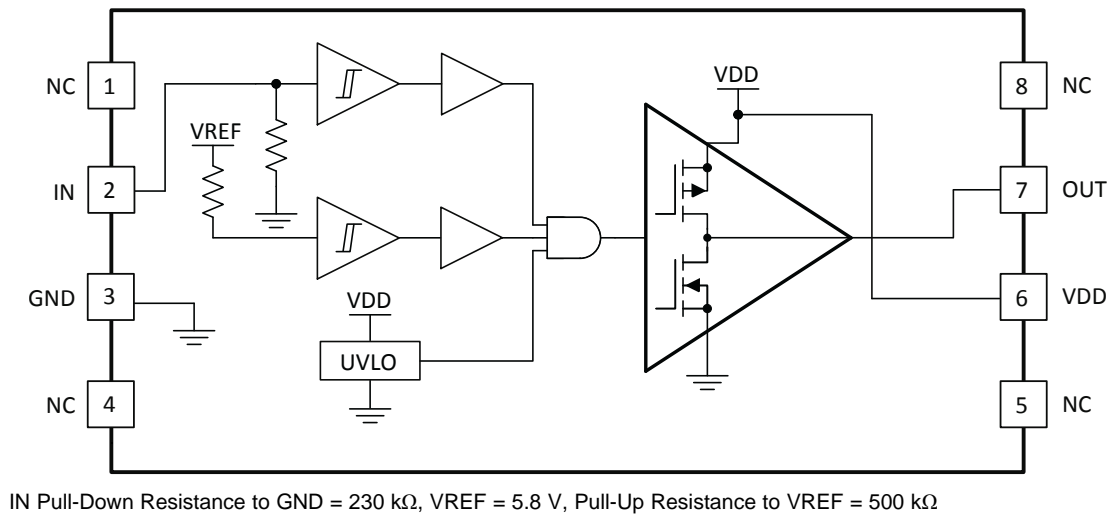 NC 1
IN 2
GND 3
NC 4
VREF
VDD
UVLO
VDD
8 NC
7 OUT
6 VDD
5 NC
IN Pull-Down Resistance to GND = 230 kΩ, VREF = 5.8 V, Pull-Up Resistance to VREF = 500 kΩ